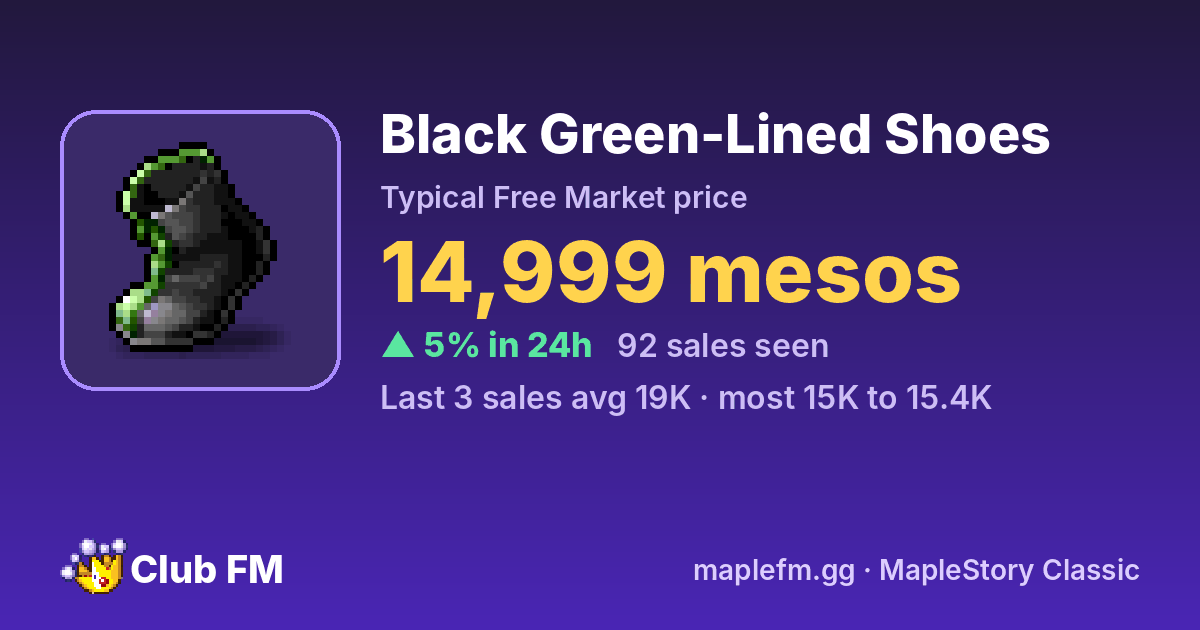 Black Green-Lined Shoes
Typical Free Market price
14,999 mesos
▲ 5% in 24h 92 sales seen
Last 3 sales avg 19K · most 15K to 15.4K
Club FM
maplefm.gg · MapleStory Classic